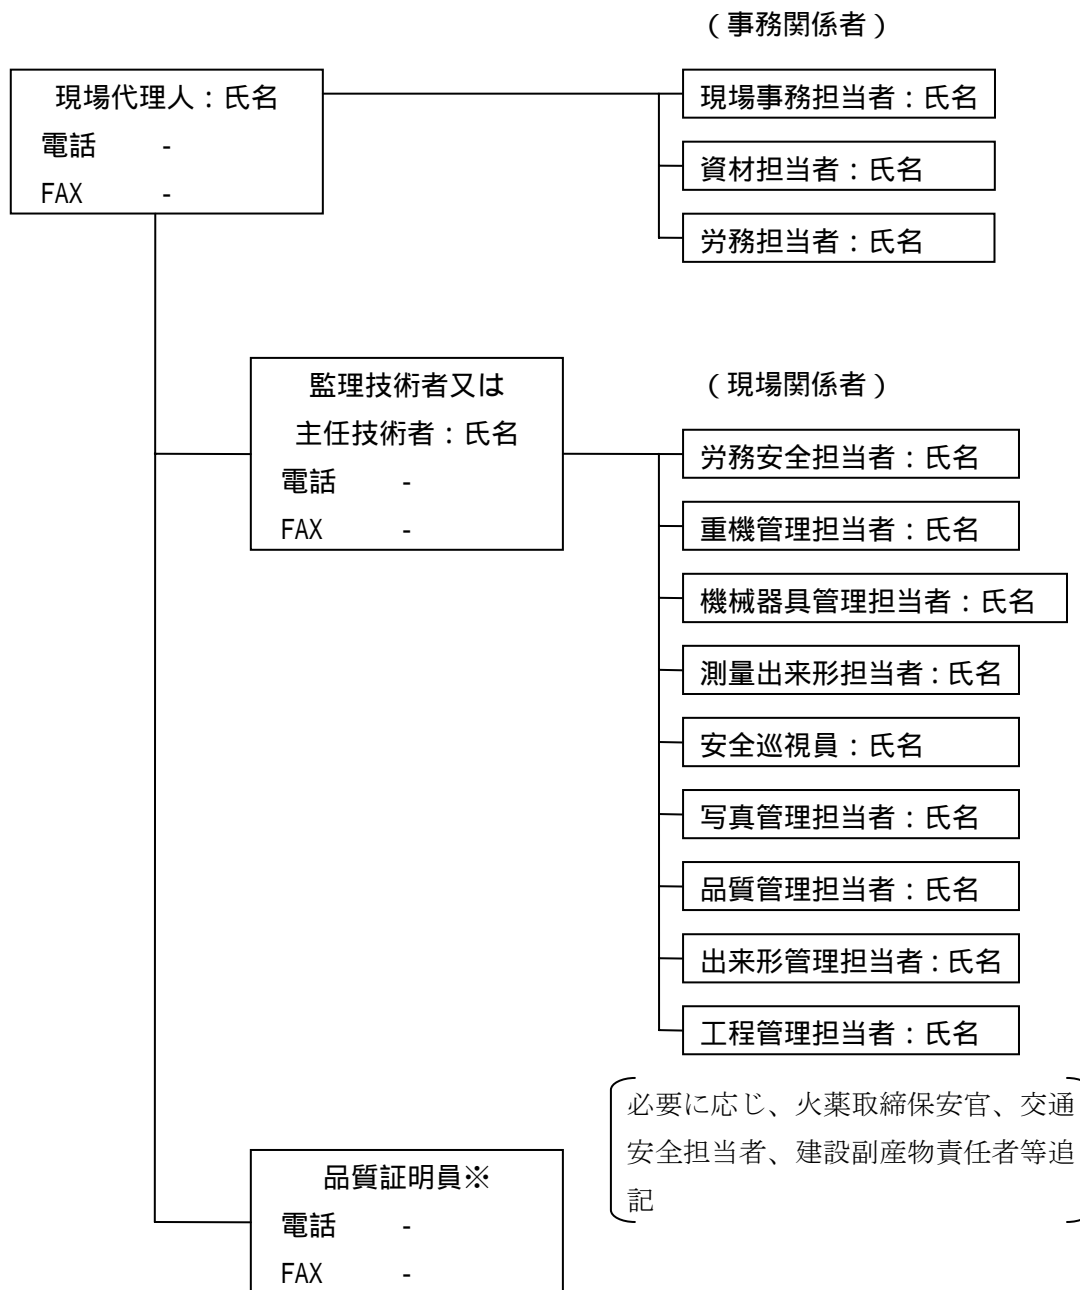 （事務関係者）
現場代理人：氏名
電話　　-
FAX　　-
現場事務担当者：氏名
資材担当者：氏名
労務担当者：氏名
監理技術者又は
主任技術者：氏名
電話　　-
FAX　　-
（現場関係者）
労務安全担当者：氏名
重機管理担当者：氏名
機械器具管理担当者：氏名
測量出来形担当者：氏名
安全巡視員：氏名
写真管理担当者：氏名
品質管理担当者：氏名
出来形管理担当者：氏名
工程管理担当者：氏名
必要に応じ、火薬取締保安官、交通
安全担当者、建設副産物責任者等追
記
品質証明員※
電話　　-
FAX　　-